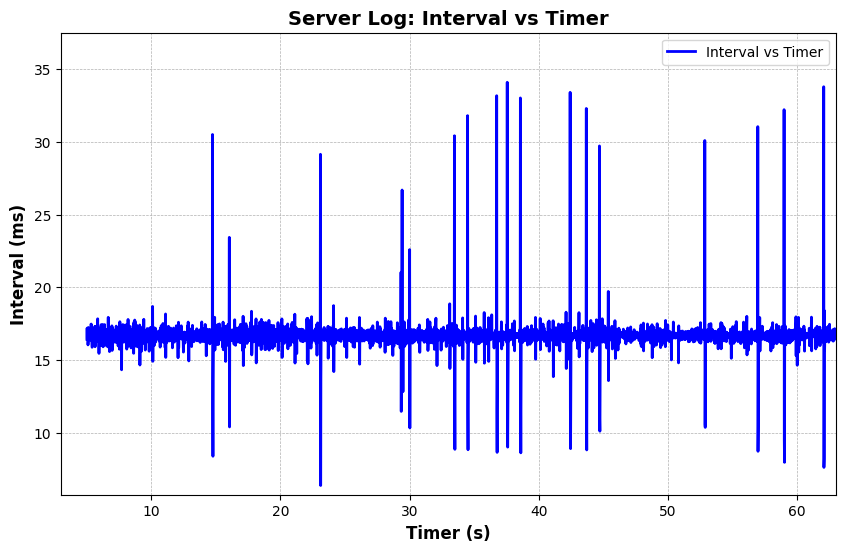 Server Log: Interval vs Timer
Interval vs Timer
Interval (ms)
35
30
25
20
15
10
10 20 30 40 50 60
Timer (s)